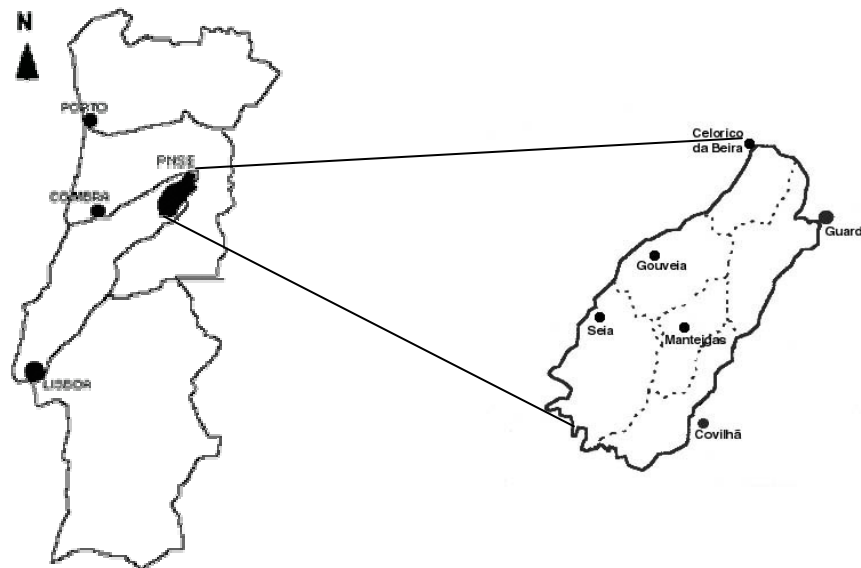 N
PORTO
PNSE
COIMBRA
LISBOA
Celorico
da Beira
Guard
Gouveia
Seia
Manteigas
Covilhã